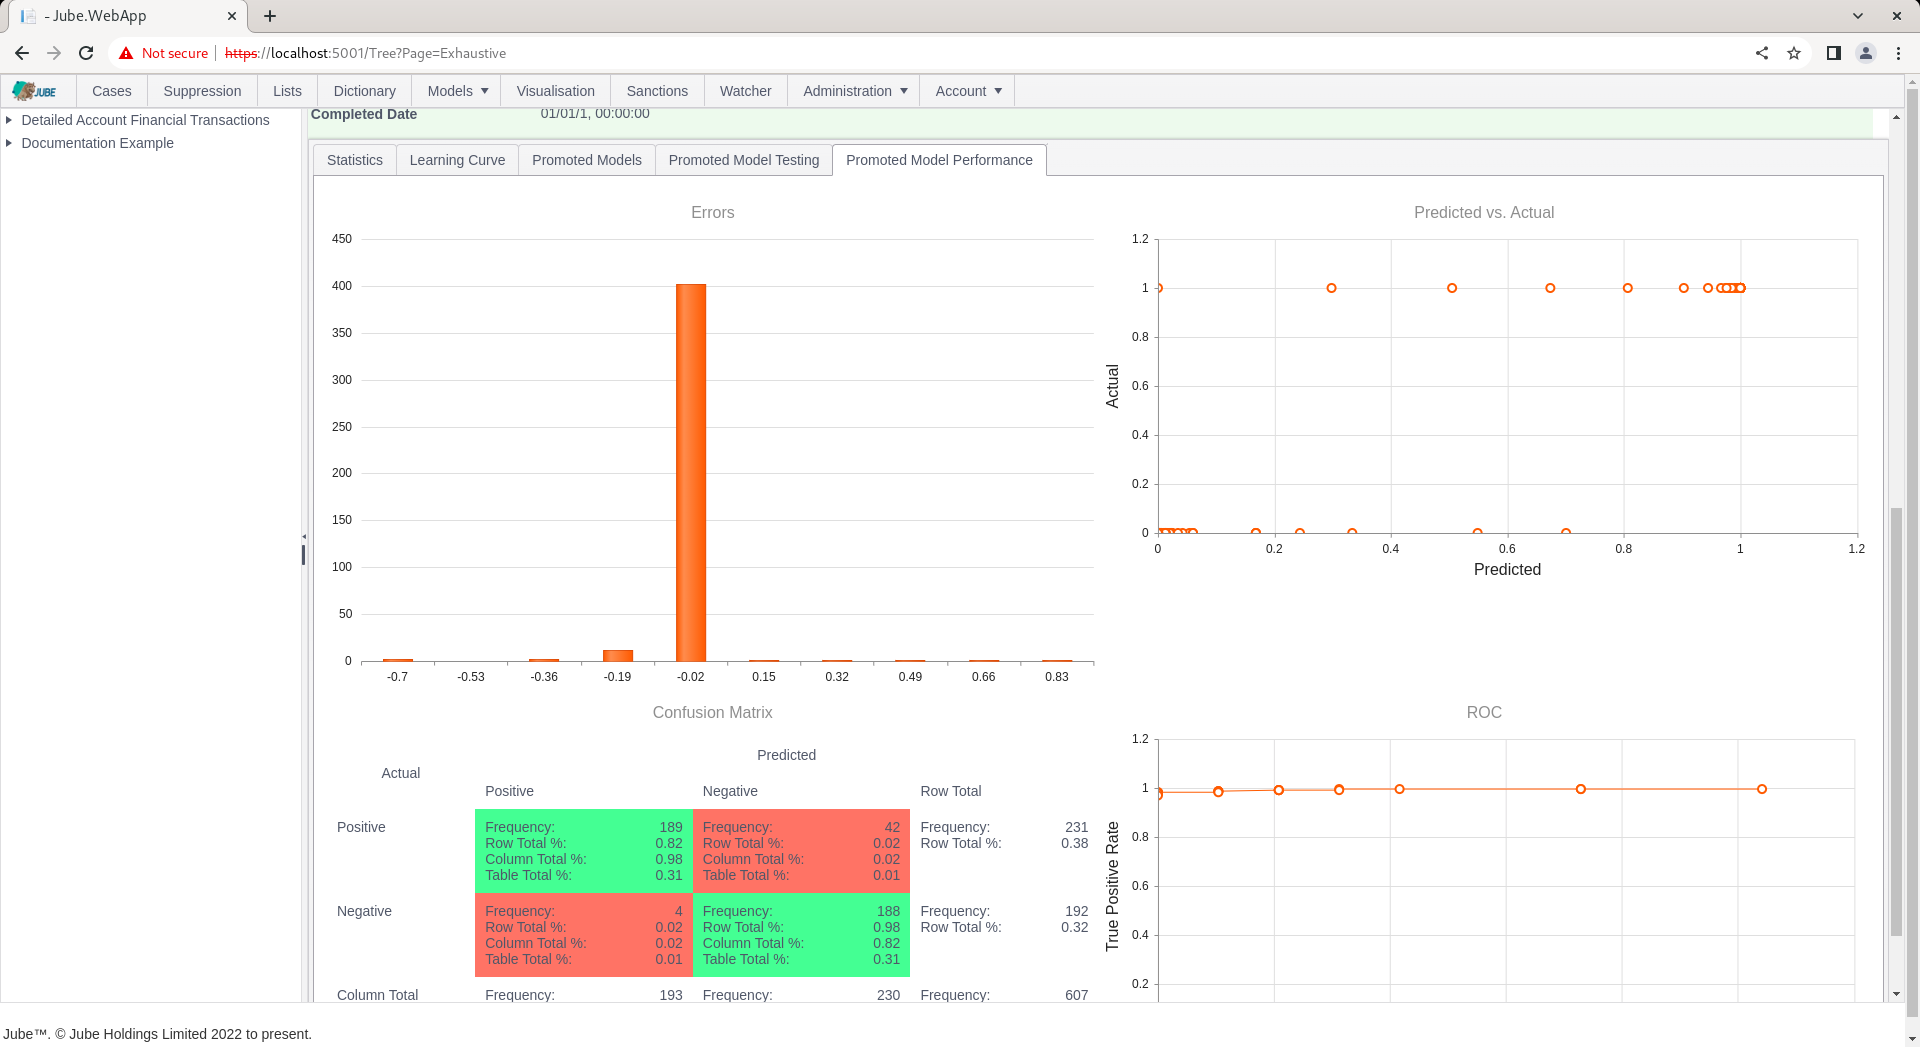 - Jube.WebApp
Not secure https://localhost:5001/Tree?Page=Exhaustive
JUBE Cases Suppression Lists Dictionary Models Visualisation Sanctions Watcher Administration Account
Detailed Account Financial Transactions
Documentation Example
Completed Date 01/01/1, 00:00:00
Statistics Learning Curve Promoted Models Promoted Model Testing Promoted Model Performance
Errors
450
400
350
300
250
200
150
100
50
0
-0.7 -0.53 -0.36 -0.19 -0.02 0.15 0.32 0.49 0.66 0.83
Predicted vs. Actual
Actual
1.2
1
0.8
0.6
0.4
0.2
0
0 0.2 0.4 0.6 0.8 1 1.2
Predicted
Confusion Matrix
Predicted
Actual
Positive Negative Row Total
Positive Frequency: 189 Frequency: 42 Frequency: 231
Row Total %: 0.82 Row Total %: 0.02 Row Total %: 0.38
Column Total %: 0.98 Column Total %: 0.02
Table Total %: 0.31 Table Total %: 0.01
Negative Frequency: 4 Frequency: 188 Frequency: 192
Row Total %: 0.02 Row Total %: 0.98 Row Total %: 0.32
Column Total %: 0.02 Column Total %: 0.82
Table Total %: 0.01 Table Total %: 0.31
Column Total Frequency: 193 Frequency: 230 Frequency: 607
ROC
True Positive Rate
1.2
1
0.8
0.6
0.4
0.2
Jube™. © Jube Holdings Limited 2022 to present.